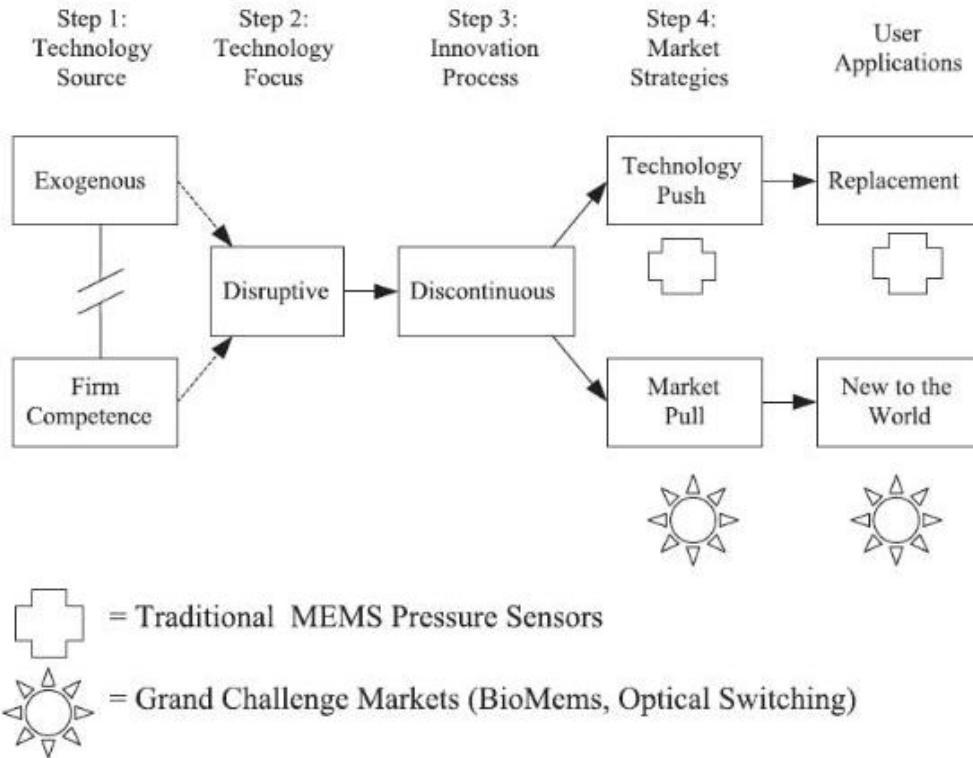 Step 1:
Technology
Source
Step 2:
Technology
Focus
Step 3:
Innovation
Process
Step 4:
Market
Strategies
User
Applications
Exogenous
Firm
Competence
Disruptive
Discontinuous
Technology
Push
Replacement
Market
Pull
New to the
World
= Traditional MEMS Pressure Sensors
= Grand Challenge Markets (BioMems, Optical Switching)